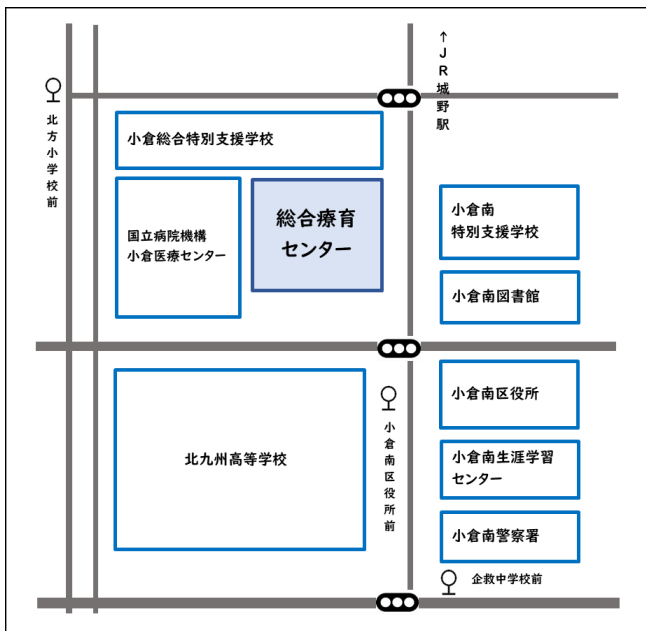 ↑JR城野駅
北方小学校前
小倉総合特別支援学校
国立病院機構
小倉医療センター
総合療育
センター
小倉南
特別支援学校
小倉南図書館
小倉南区役所
小倉南区役所前
北九州高等学校
小倉南生涯学習
センター
小倉南警察署
企救中学校前